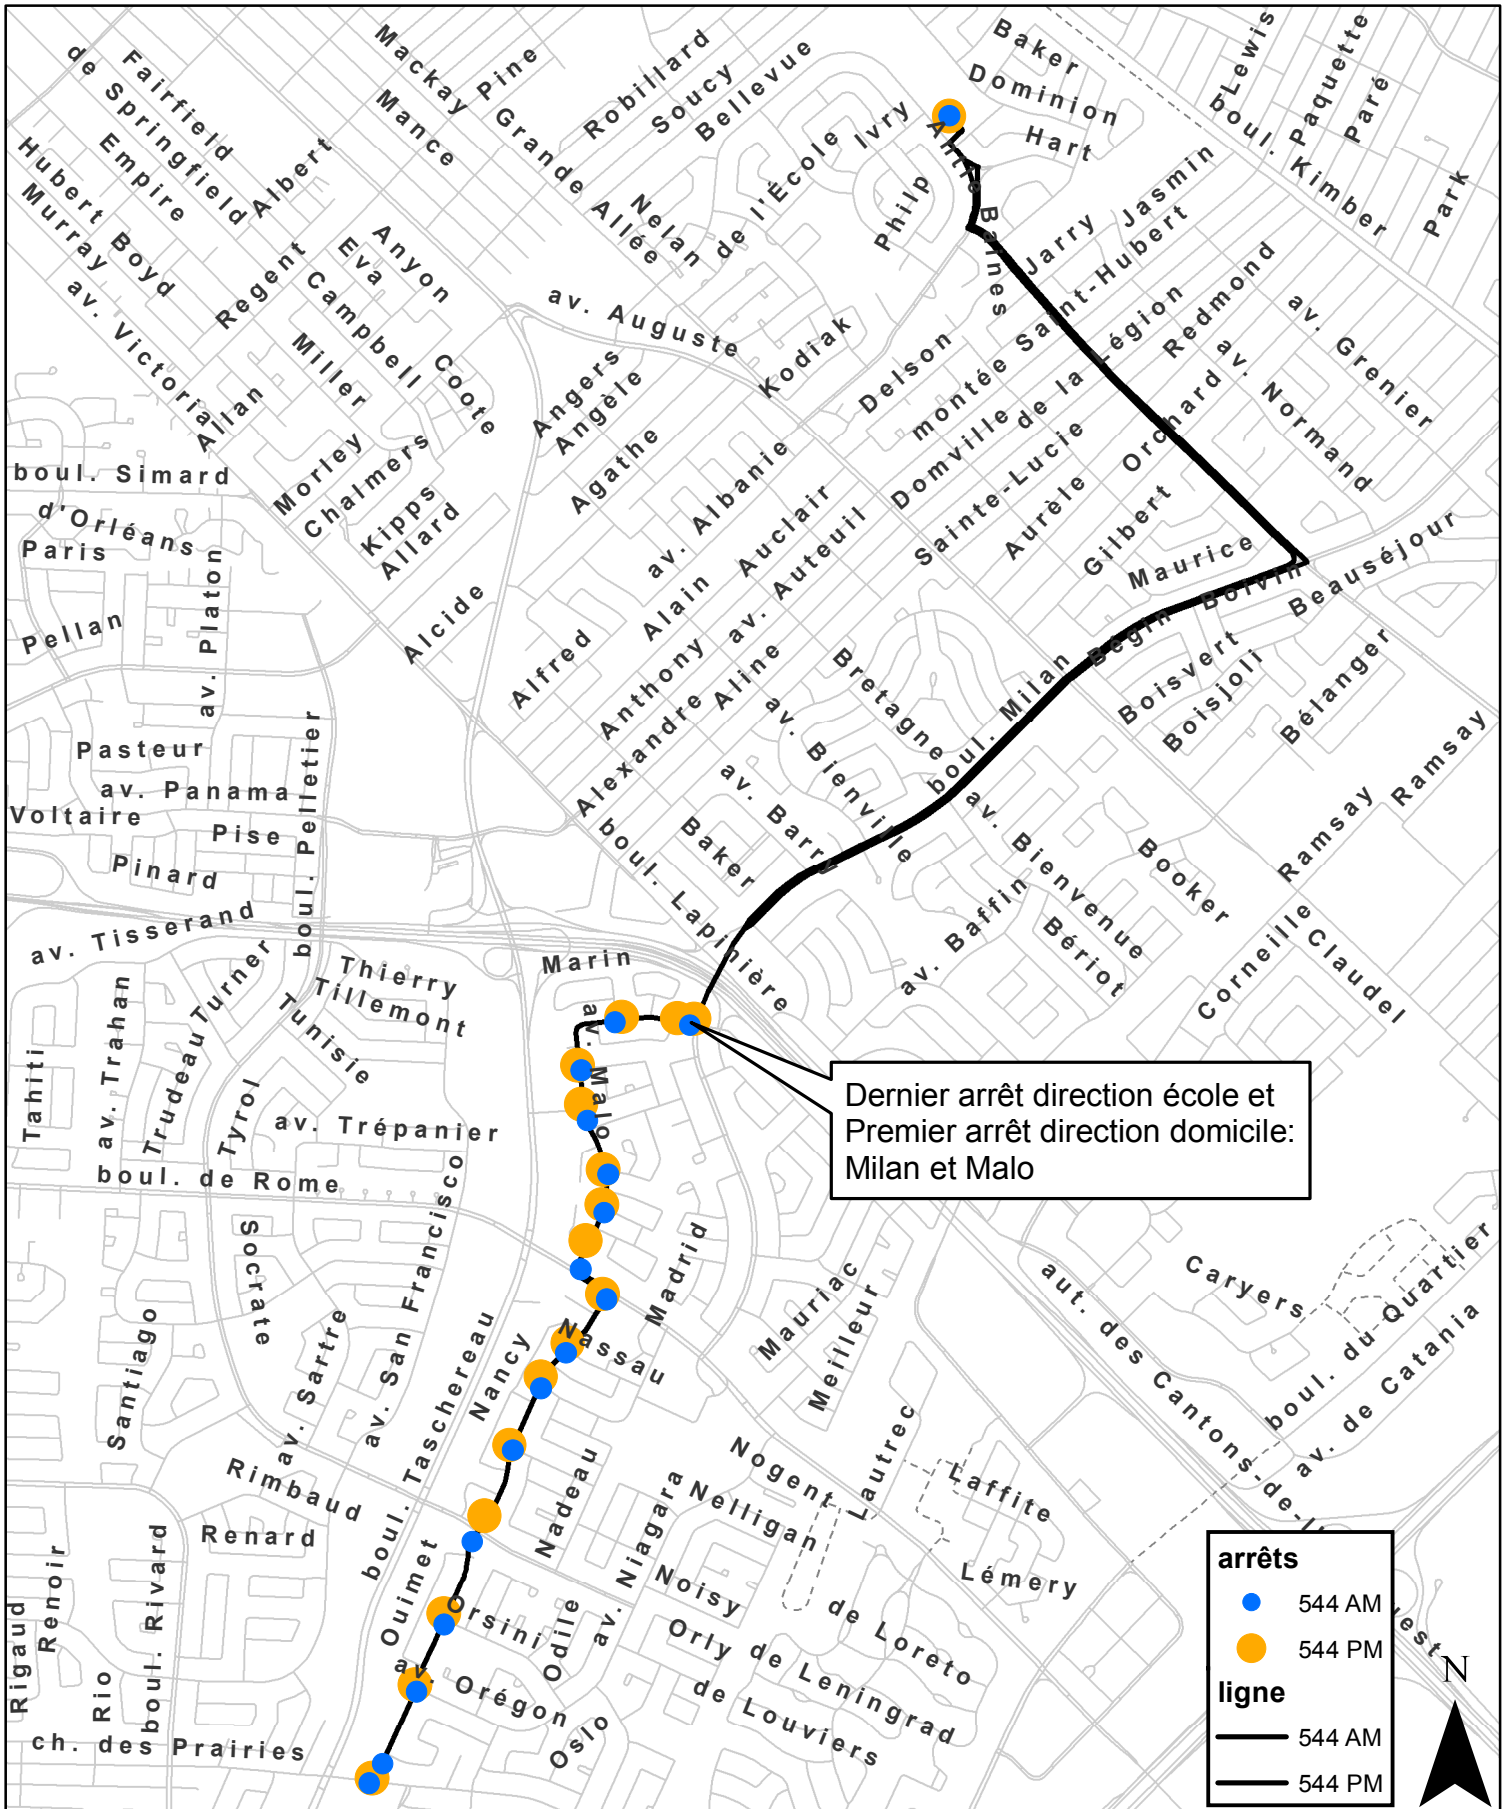 Baker
Dominion
Hart
Lewis
Paquette
Paré
boul. Kimber
Park
Fairfield
de Springfield
Empire
Hubert
Murray
Boyd
Albert
Mackay
Pine
Mance
Grande Allée
Robillard
Soucy
Bellevue
Nelan
de l'École
Ivry
Philp
Baines
Jarry
Jasmin
Saint-Hubert
montée
av. Victoria
Regent
Eva
Anyon
Campbell
Miller
Coote
Allan
Morley
Chalmers
Kipps
Allard
av. Auguste
Angers
Angèle
Agathe
Kodiak
Delson
Domville
de la Légion
Redmond
av. Grenier
av. Normand
Orchard
Sainte-Lucie
Aurèle
Gilbert
Maurice
Boivin
Beauséjour
Bégin
boul. Simard
d'Orléans
Paris
av. Platon
Pellan
Alcide
Alfred
av. Albanie
Auclair
Alain
av. Auteuil
Anthony
Aline
Alexandre
Bretagne
av. Bienville
boul. Milan
Boisvert
Boisjoli
Bélanger
Ramsay
Ramsay
Pasteur
av. Panama
Voltaire
Pise
Pinard
boul. Pelletier
av. Barry
Baker
boul. Lapinière
av. Bienvenue
Baffin
av.
Bériot
Booker
Corneille
Claudel
av. Tisserand
Turner
Trudeau
av. Trahan
Tahiti
Thierry
Tillemont
Tunisie
Tyrol
av. Trépanier
Marin
av. Malo
Dernier arrêt direction école et
Premier arrêt direction domicile:
Milan et Malo
boul. de Rome
Socrate
av. San Francisco
Santiago
av. Sartre
boul. Taschereau
Nancy
Nassau
Madrid
Mauriac
Meilleur
Caryers
aut. des Cantons-de-l'
boul. du Quartier
av. de Catania
Rimbaud
Renard
Renoir
Rigaud
Rio
boul. Rivard
ch. des Prairies
Ouimet
Orsini
av. Orégon
Odile
Oslo
Nadeau
av. Niagara
Nogent
Nelligan
Noisy
Orly
Lautrec
Laffite
Lémery
de Loreto
de Leningrad
de Louviers
arrêts
544 AM
544 PM
ligne
544 AM
544 PM
N